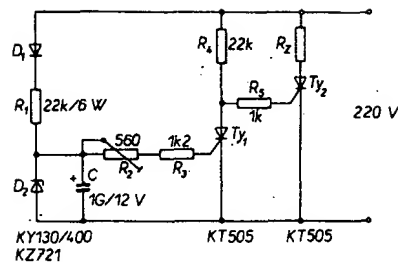 D₁
R₁
22k/6 W
D₂
+
C
1G/12 V
560
R₂
1k2
R₃
R₄
22k
Ty₁
R₅
1k
R_Z
Ty₂
220 V
KY130/400
KZ721
KT505
KT505